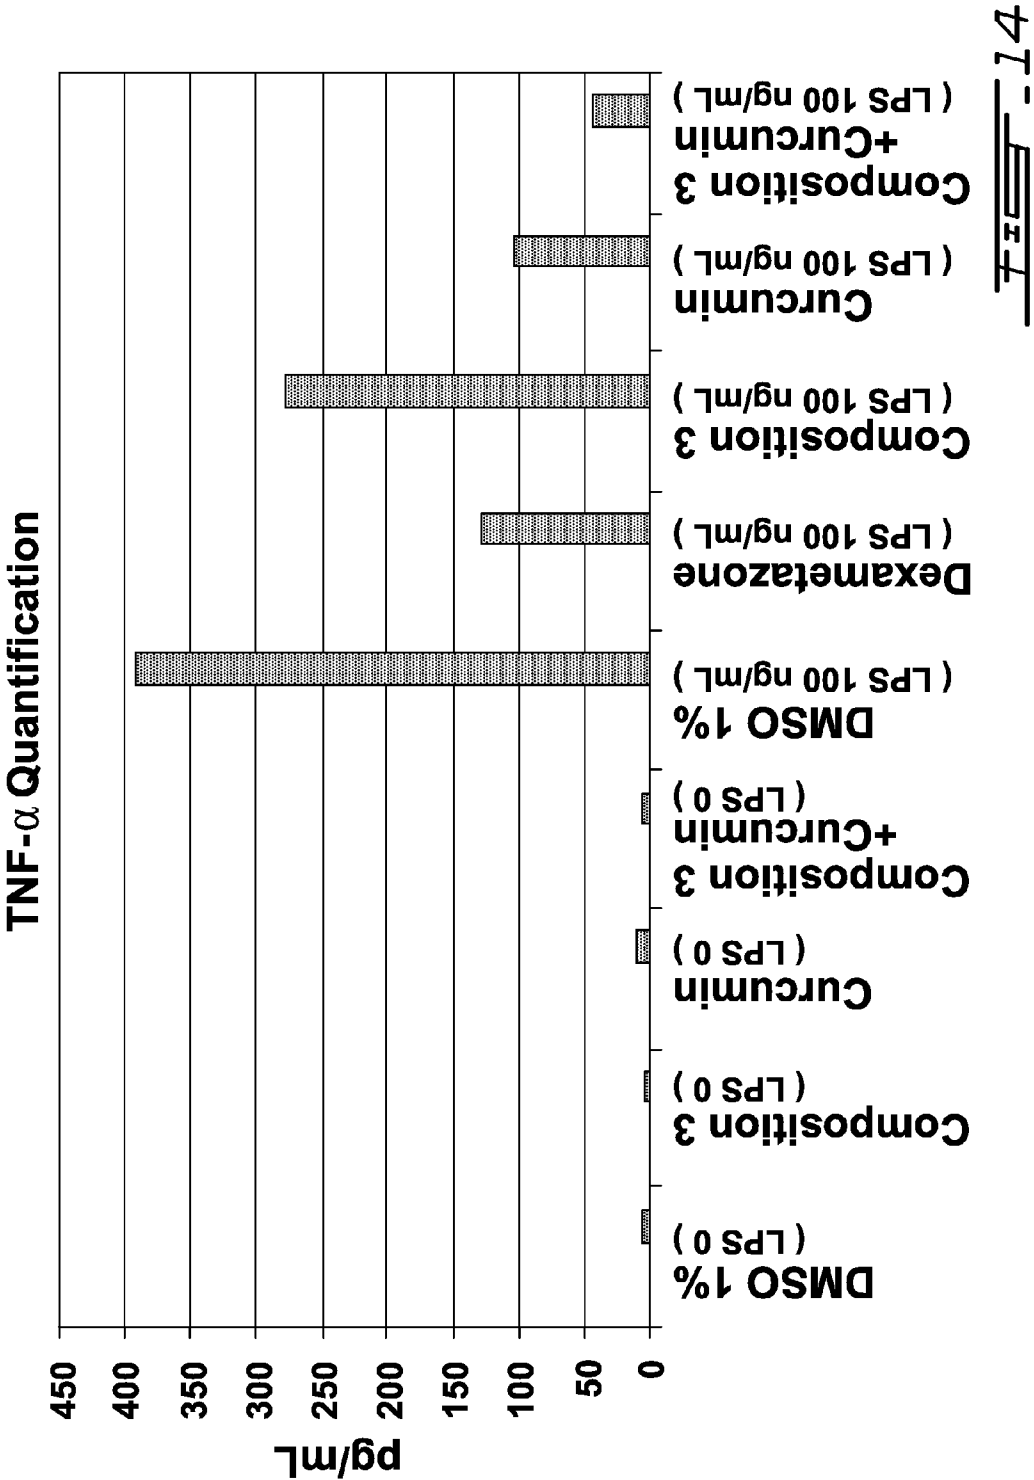 TNF-α Quantification
pg/mL
450
400
350
300
250
200
150
100
50
0
DMSO 1%
( LPS 0 )
Composition 3
( LPS 0 )
Curcumin
( LPS 0 )
Composition 3
+Curcumin
( LPS 0 )
DMSO 1%
( LPS 100 ng/mL )
Dexametazone
( LPS 100 ng/mL )
Composition 3
( LPS 100 ng/mL )
Curcumin
( LPS 100 ng/mL )
Composition 3
+Curcumin
( LPS 100 ng/mL )
FIG - 14